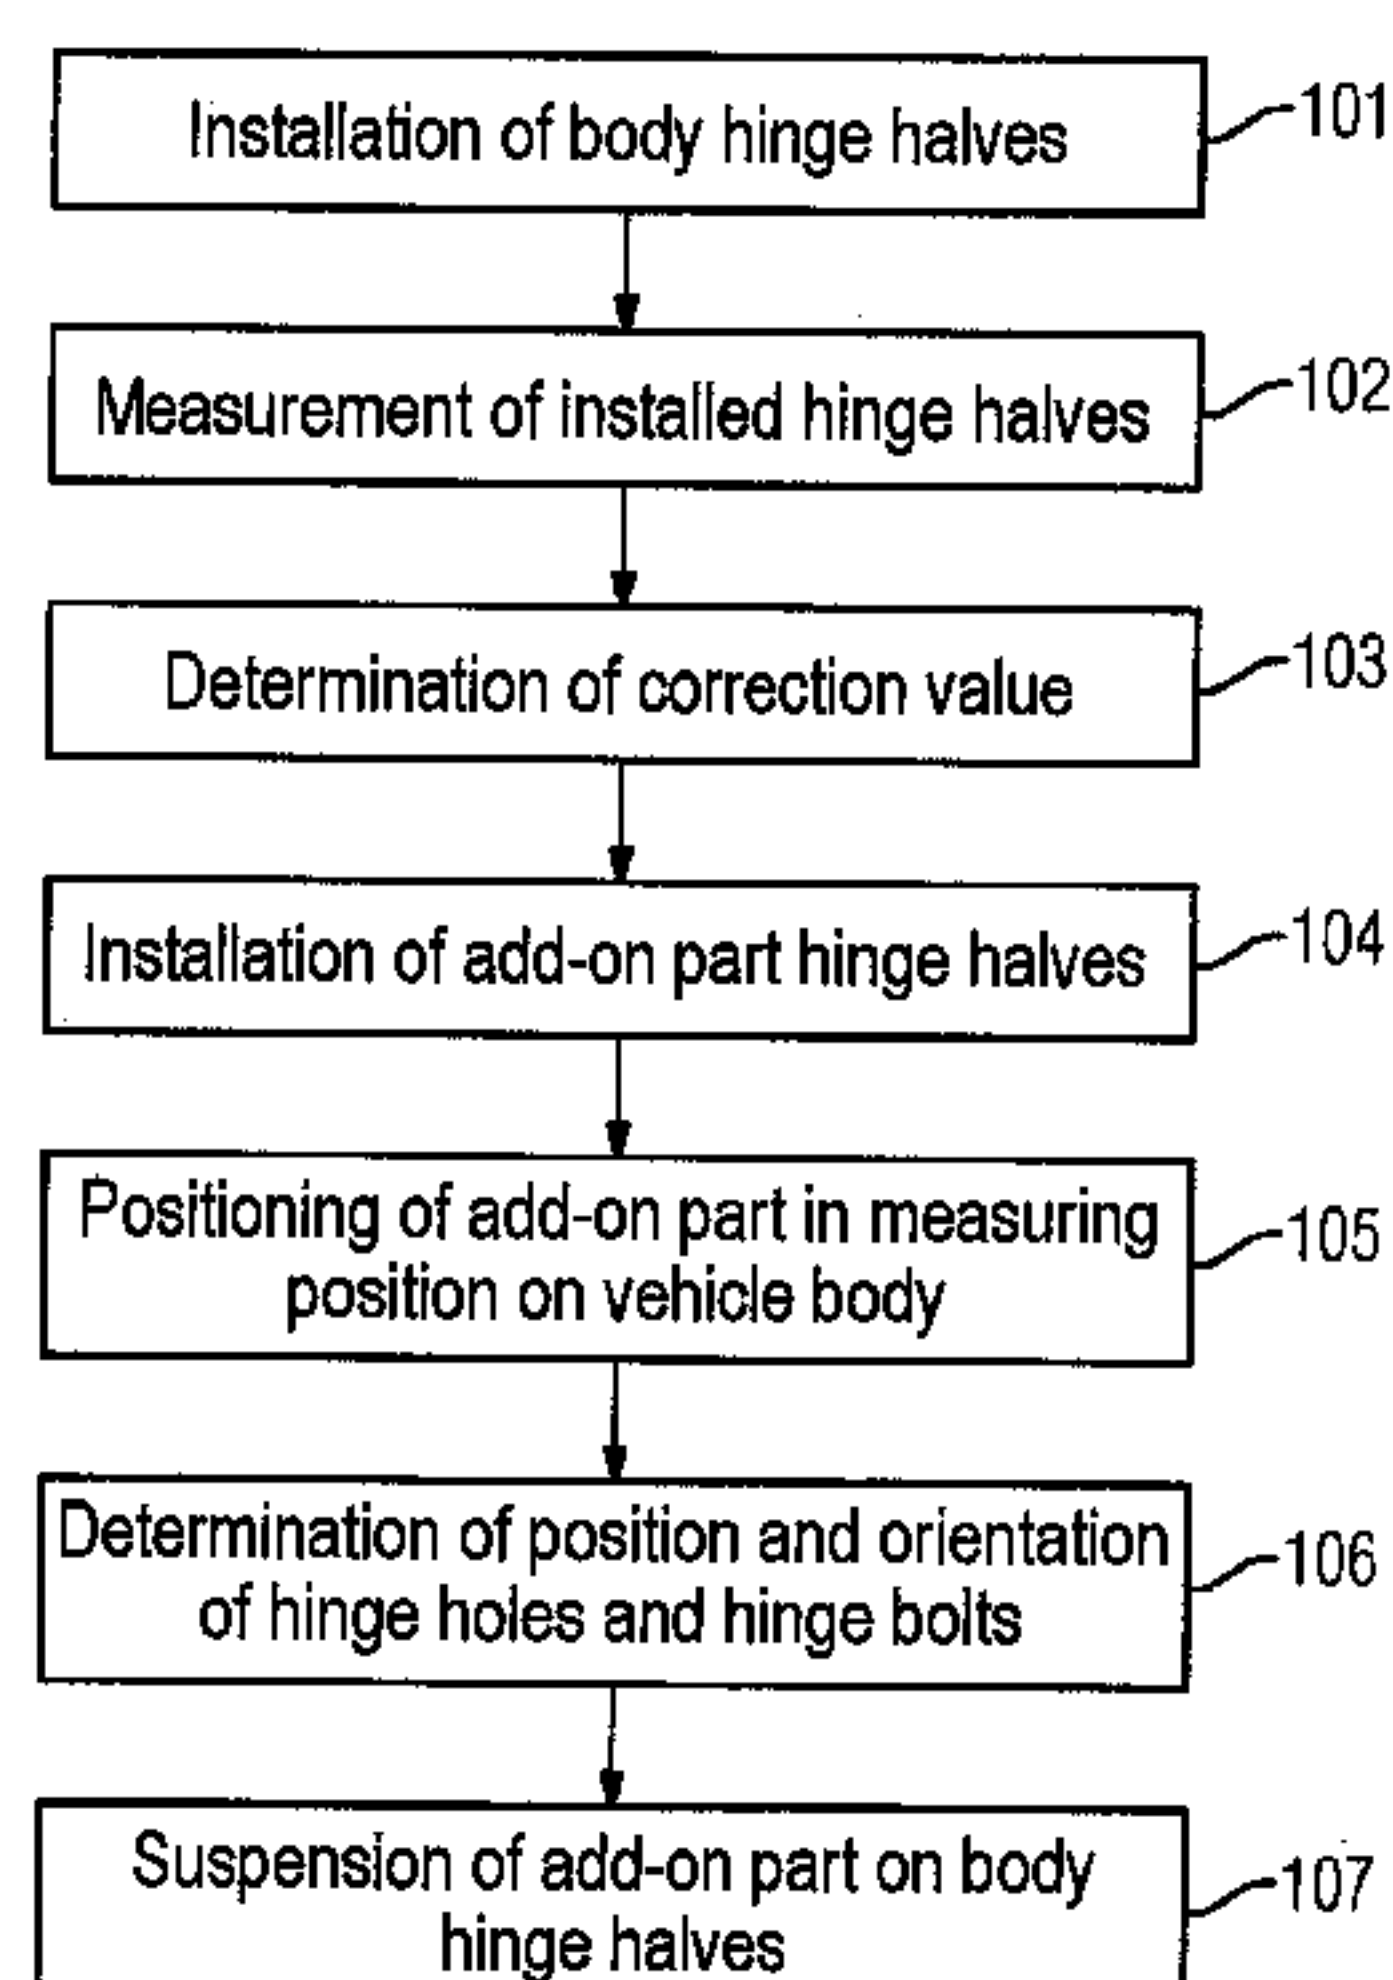 Installation of body hinge halves
101
Measurement of installed hinge halves
102
Determination of correction value
103
Installation of add-on part hinge halves
104
Positioning of add-on part in measuring
position on vehicle body
105
Determination of position and orientation
of hinge holes and hinge bolts
106
Suspension of add-on part on body
hinge halves
107